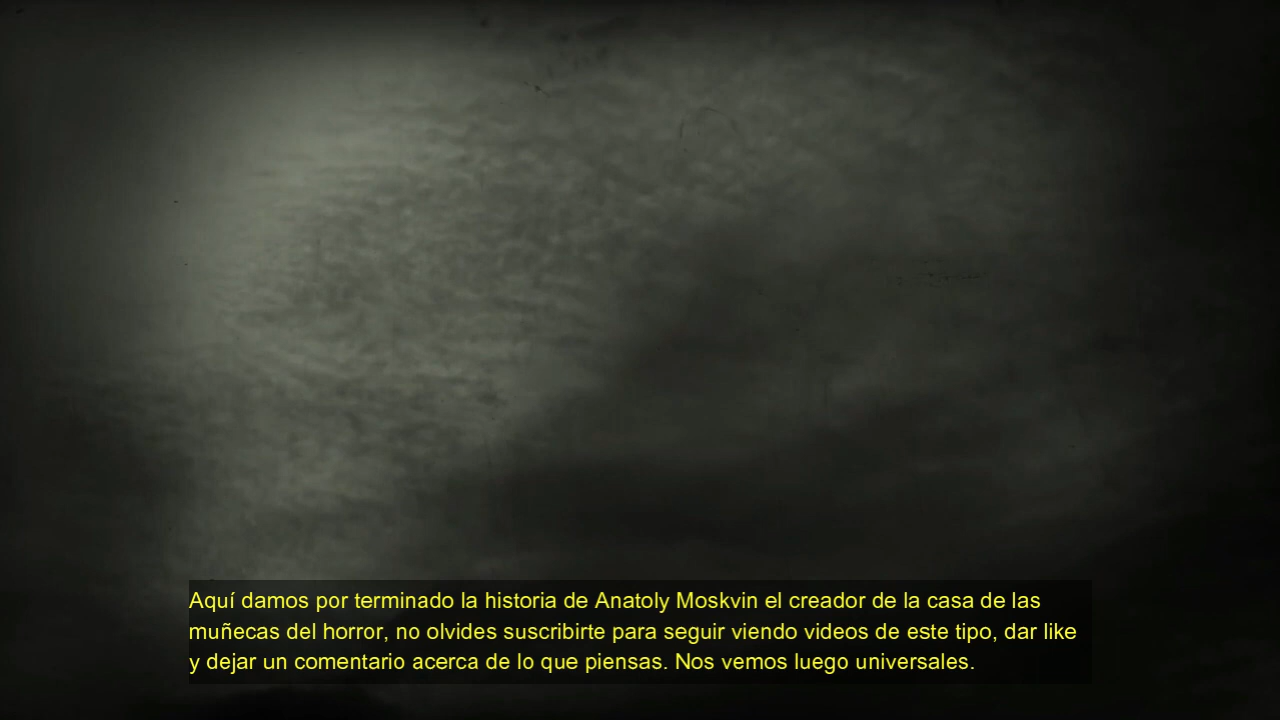 Aquí damos por terminado la historia de Anatoly Moskvin el creador de la casa de las
muñecas del horror, no olvides suscribirte para seguir viendo videos de este tipo, dar like
y dejar un comentario acerca de lo que piensas. Nos vemos luego universales.